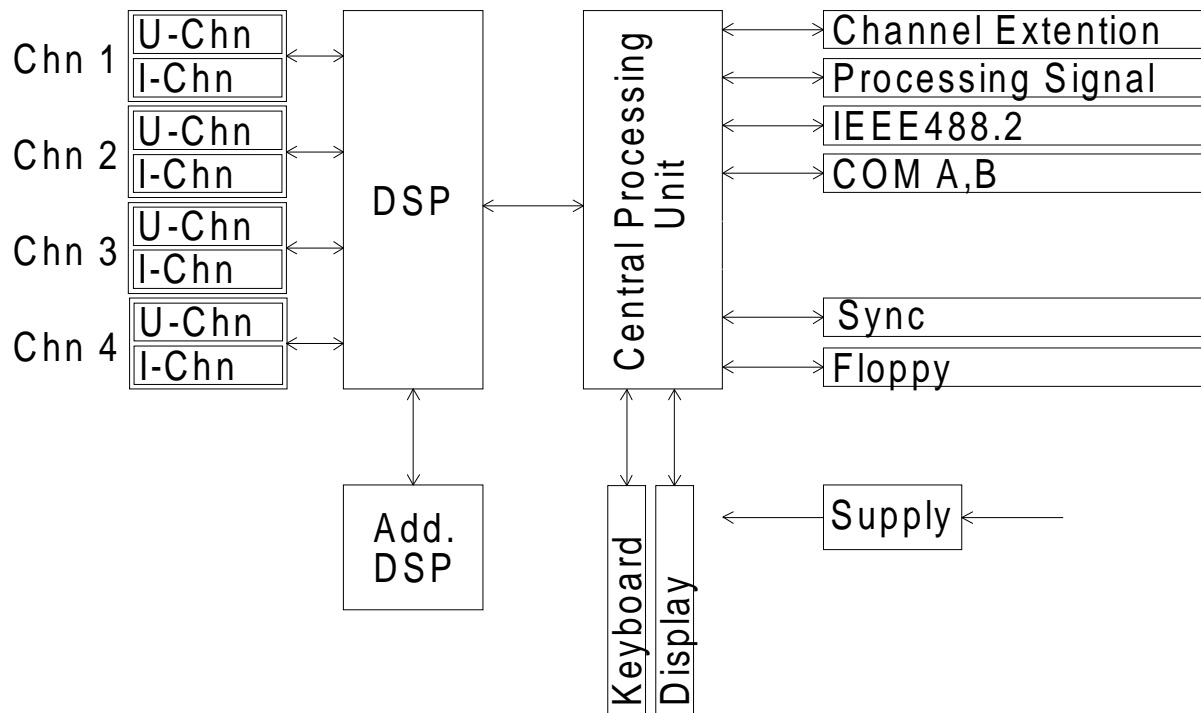 Chn 1
U-Chn
I-Chn
Chn 2
U-Chn
I-Chn
Chn 3
U-Chn
I-Chn
Chn 4
U-Chn
I-Chn
DSP
Add.
DSP
Central Processing
Unit
Channel Extention
Processing Signal
IEEE488.2
COM A,B
Sync
Floppy
Keyboard
Display
Supply